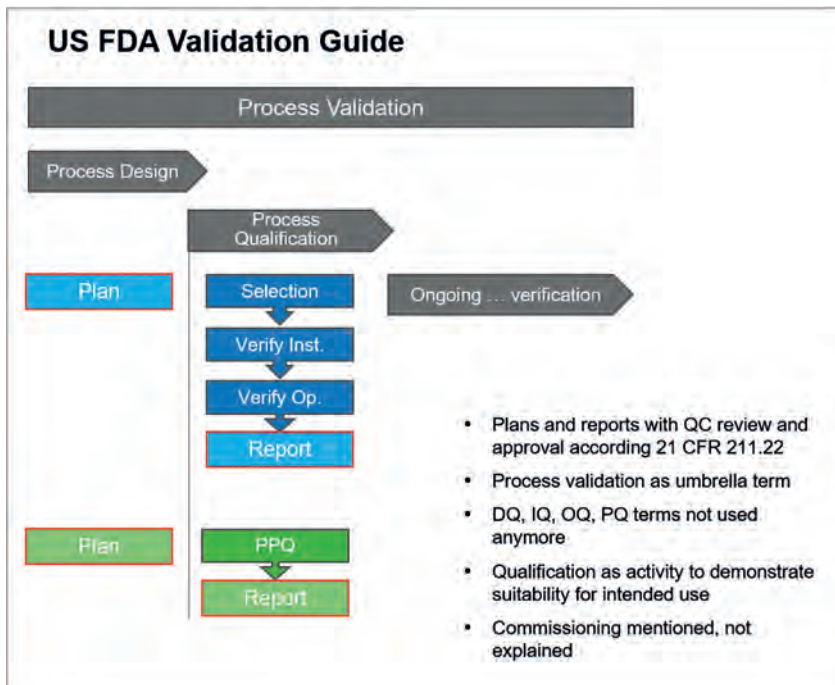 US FDA Validation Guide
Process Validation
Process Design
Process
Qualification
Plan
Selection
Ongoing ... verification
Verify Inst.
Verify Op.
Report
Plan
PPQ
Report
• Plans and reports with QC review and
approval according 21 CFR 211.22
• Process validation as umbrella term
• DQ, IQ, OQ, PQ terms not used
anymore
• Qualification as activity to demonstrate
suitability for intended use
• Commissioning mentioned, not
explained